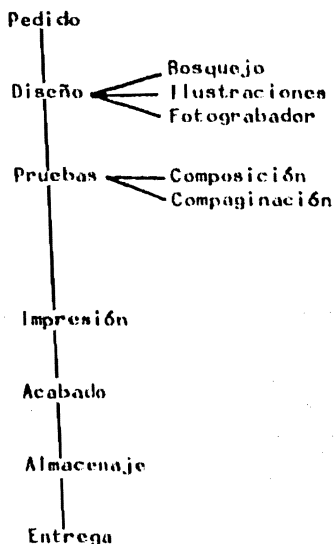 Pedido
Bosquejo
Diseño
Ilustraciones
Fotograbador
Pruebas
Composición
Compaginación
Impresión
Acabado
Almacenaje
Entrega